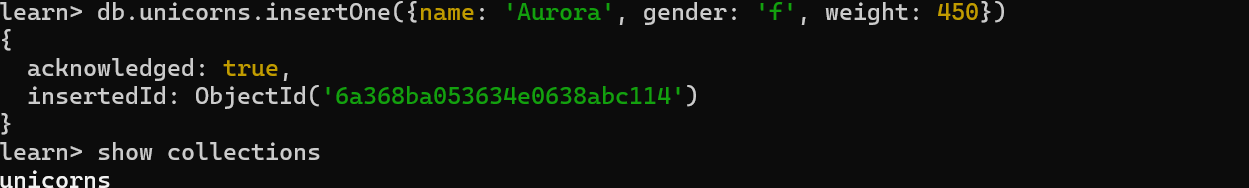 learn> db.unicorns.insertOne({name: 'Aurora', gender: 'f', weight: 450})
{
  acknowledged: true,
  insertedId: ObjectId('6a368ba053634e0638abc114')
}
learn> show collections
unicorns